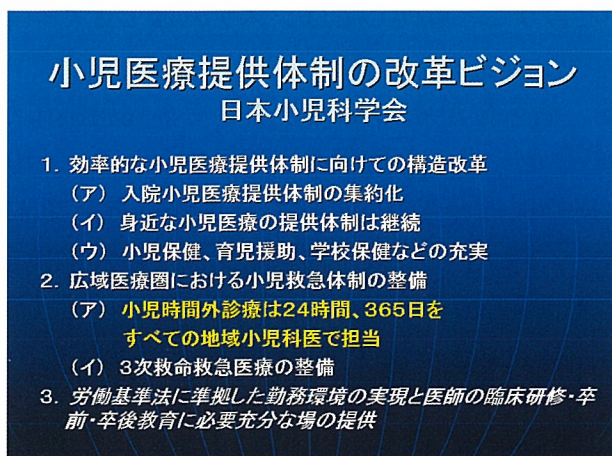 小児医療提供体制の改革ビジョン
日本小児科学会
1. 効率的な小児医療提供体制に向けての構造改革
（ア） 入院小児医療提供体制の集約化
（イ） 身近な小児医療の提供体制は継続
（ウ） 小児保健、育児援助、学校保健などの充実
2. 広域医療圏における小児救急体制の整備
（ア） 小児時間外診療は24時間、365日を
すべての地域小児科医で担当
（イ） 3次救命救急医療の整備
3. 労働基準法に準拠した勤務環境の実現と医師の臨床研修・卒
前・卒後教育に必要充分な場の提供